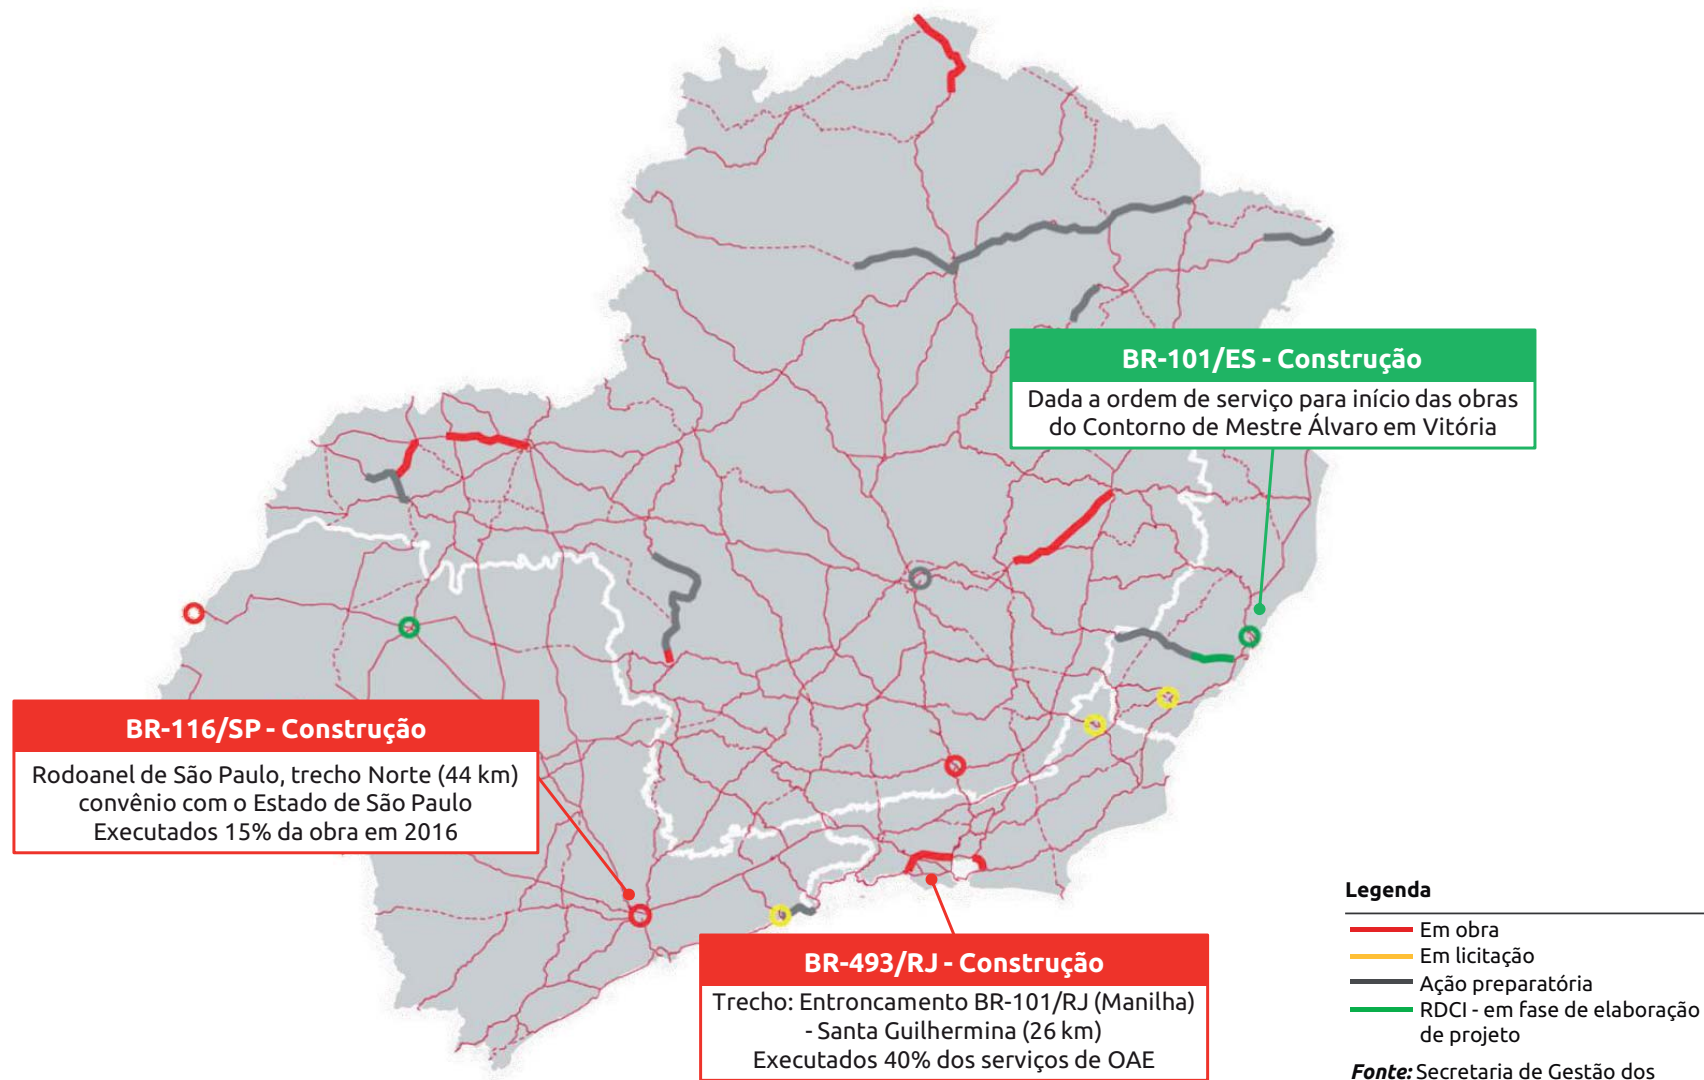 BR-101/ES - Construção
Dada a ordem de serviço para início das obras
do Contorno de Mestre Álvaro em Vitória
BR-116/SP - Construção
Rodoanel de São Paulo, trecho Norte (44 km)
convênio com o Estado de São Paulo
Executados 15% da obra em 2016
BR-493/RJ - Construção
Trecho: Entroncamento BR-101/RJ (Manilha)
- Santa Guilhermina (26 km)
Executados 40% dos serviços de OAE
Legenda
Em obra
Em licitação
Ação preparatória
RDCI - em fase de elaboração
de projeto
Fonte: Secretaria de Gestão dos